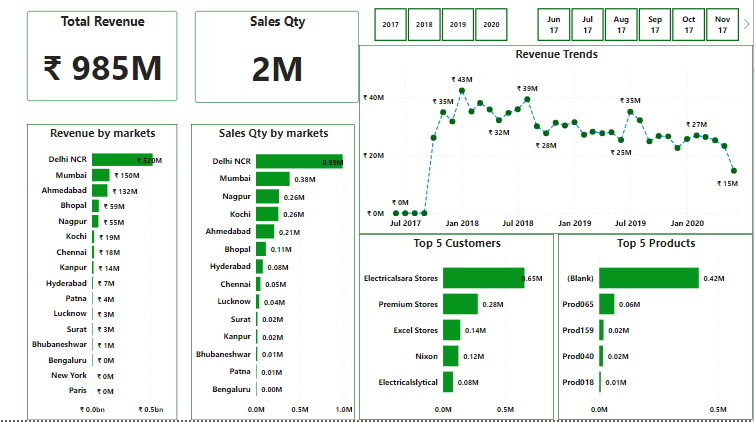 Total Revenue
₹ 985M
Sales Qty
2M
2017 2018 2019 2020
Jun 17 Jul 17 Aug 17 Sep 17 Oct 17 Nov 17
Revenue Trends
₹ 43M
₹ 39M
₹ 40M
₹ 35M
₹ 35M
₹ 32M
₹ 28M
₹ 27M
₹ 25M
₹ 20M
₹ 15M
₹ 0M
₹ 0M
Jul 2017 Jan 2018 Jul 2018 Jan 2019 Jul 2019 Jan 2020
Revenue by markets
Delhi NCR ₹ 520M
Mumbai ₹ 150M
Ahmedabad ₹ 132M
Bhopal ₹ 59M
Nagpur ₹ 55M
Kochi ₹ 19M
Chennai ₹ 18M
Kanpur ₹ 14M
Hyderabad ₹ 7M
Patna ₹ 4M
Lucknow ₹ 3M
Surat ₹ 3M
Bhubaneshwar ₹ 1M
Bengaluru ₹ 0M
New York ₹ 0M
Paris ₹ 0M
₹ 0.0bn ₹ 0.5bn
Sales Qty by markets
Delhi NCR 0.99M
Mumbai 0.38M
Nagpur 0.26M
Kochi 0.26M
Ahmedabad 0.21M
Bhopal 0.11M
Hyderabad 0.08M
Chennai 0.05M
Lucknow 0.04M
Surat 0.02M
Kanpur 0.02M
Bhubaneshwar 0.01M
Patna 0.01M
Bengaluru 0.00M
0.0M 0.5M 1.0M
Top 5 Customers
Electricalsara Stores 0.65M
Premium Stores 0.28M
Excel Stores 0.14M
Nixon 0.12M
Electricalslytical 0.08M
0.0M 0.5M
Top 5 Products
(Blank) 0.42M
Prod065 0.06M
Prod159 0.02M
Prod040 0.02M
Prod018 0.01M
0.0M 0.5M